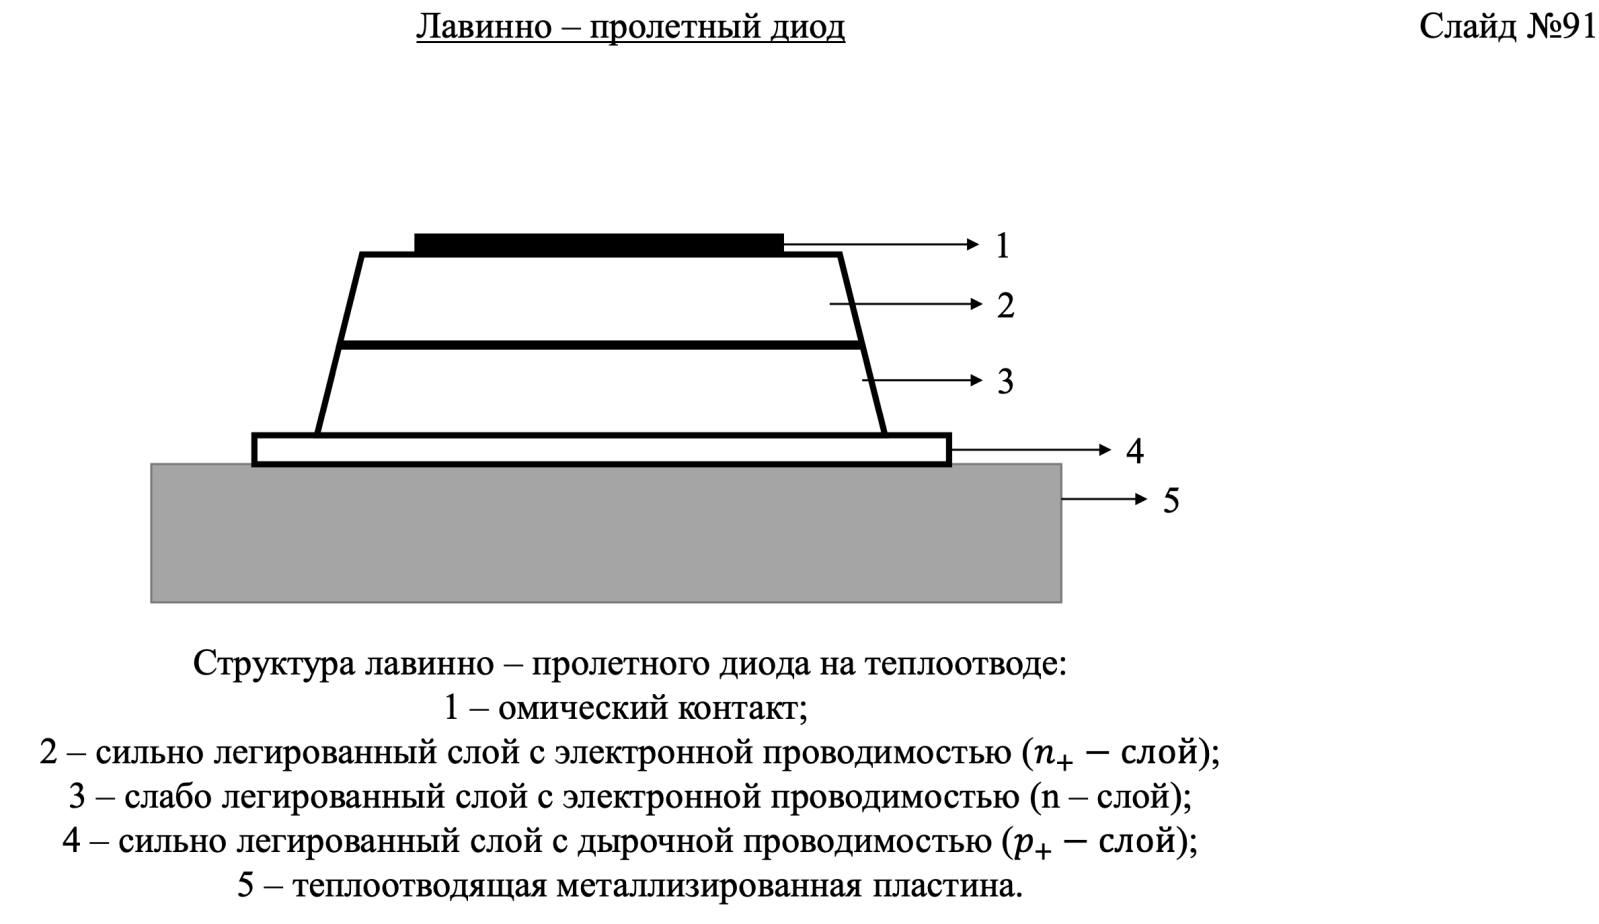 Лавинно – пролетный диод
Слайд №91
1
2
3
4
5
Структура лавинно – пролетного диода на теплоотводе:
1 – омический контакт;
2 – сильно легированный слой с электронной проводимостью (n₊ − слой);
3 – слабо легированный слой с электронной проводимостью (n – слой);
4 – сильно легированный слой с дырочной проводимостью (p₊ − слой);
5 – теплоотводящая металлизированная пластина.